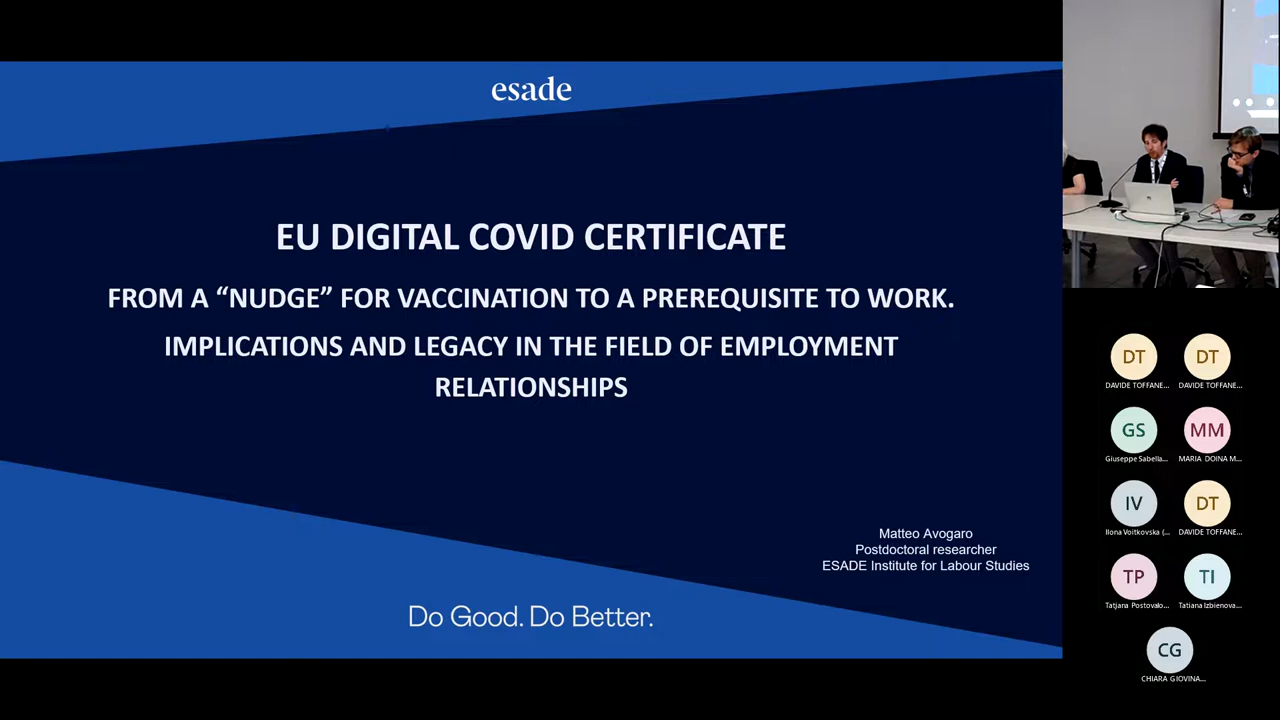 esade
EU DIGITAL COVID CERTIFICATE
FROM A “NUDGE” FOR VACCINATION TO A PREREQUISITE TO WORK.
IMPLICATIONS AND LEGACY IN THE FIELD OF EMPLOYMENT
RELATIONSHIPS
Matteo Avogaro
Postdoctoral researcher
ESADE Institute for Labour Studies
Do Good. Do Better.
DT
DT
DAVIDE TOFFANE...
DAVIDE TOFFANE...
GS
MM
Giuseppe Sabella...
MARIA DOINA M...
IV
DT
Ilona Voitkovska (...
DAVIDE TOFFANE...
TP
TI
Tatjana Postovalo...
Tatiana Izbienova...
CG
CHIARA GIOVINA...